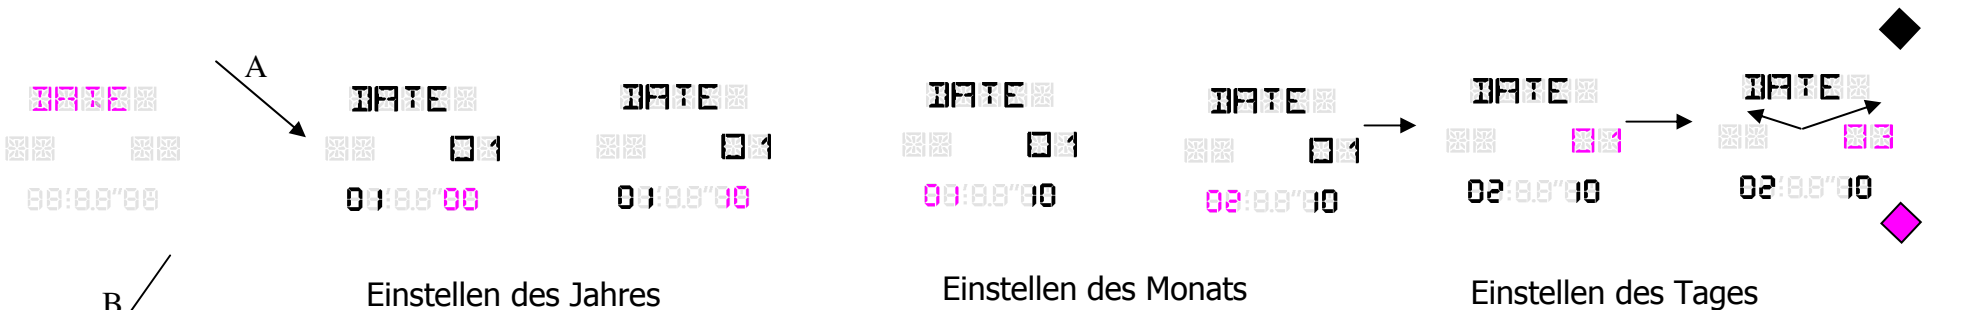 A
DATE DATE DATE DATE DATE DATE DATE
01 01 01 01 01 03
01 00 01 10 01 10 02 10 02 10 02 10
B
Einstellen des Jahres Einstellen des Monats Einstellen des Tages